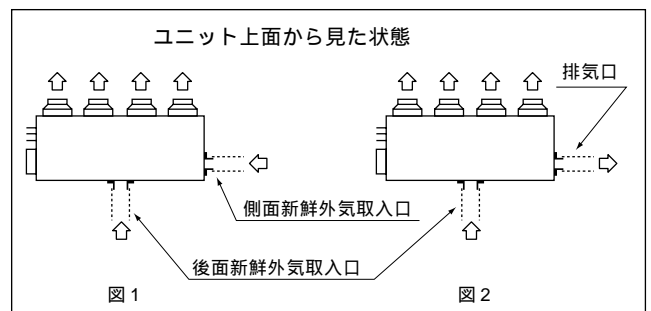 ユニット上面から見た状態
排気口
側面新鮮外気取入口
後面新鮮外気取入口
図1
図2